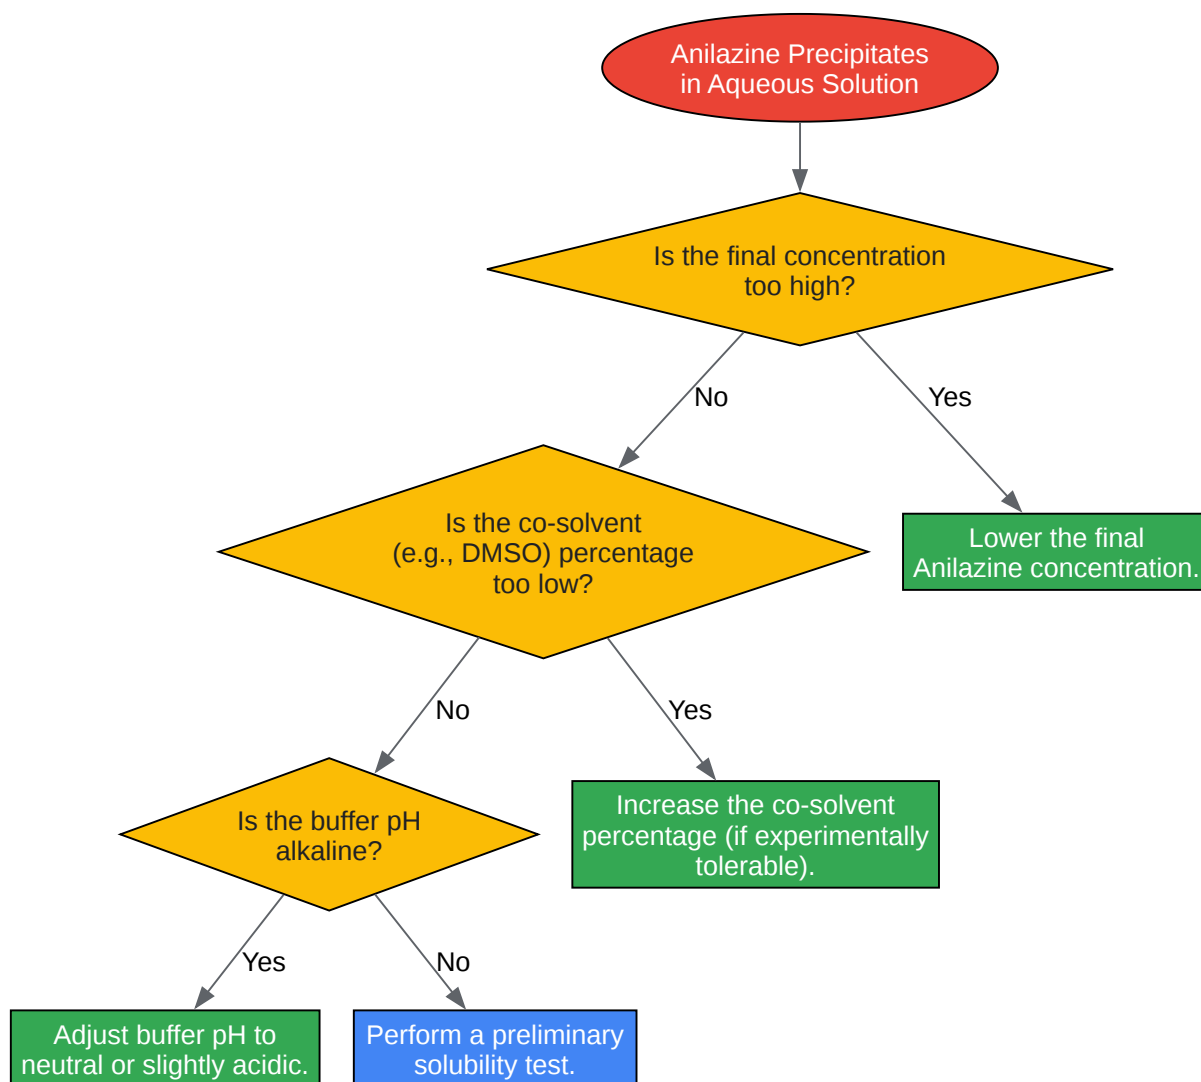 Anilazine Precipitates
in Aqueous Solution
Is the final concentration
too high?
No
Yes
Is the co-solvent
(e.g., DMSO) percentage
too low?
Lower the final
Anilazine concentration.
No
Yes
Is the buffer pH
alkaline?
Increase the co-solvent
percentage (if experimentally
tolerable).
Yes
No
Adjust buffer pH to
neutral or slightly acidic.
Perform a preliminary
solubility test.